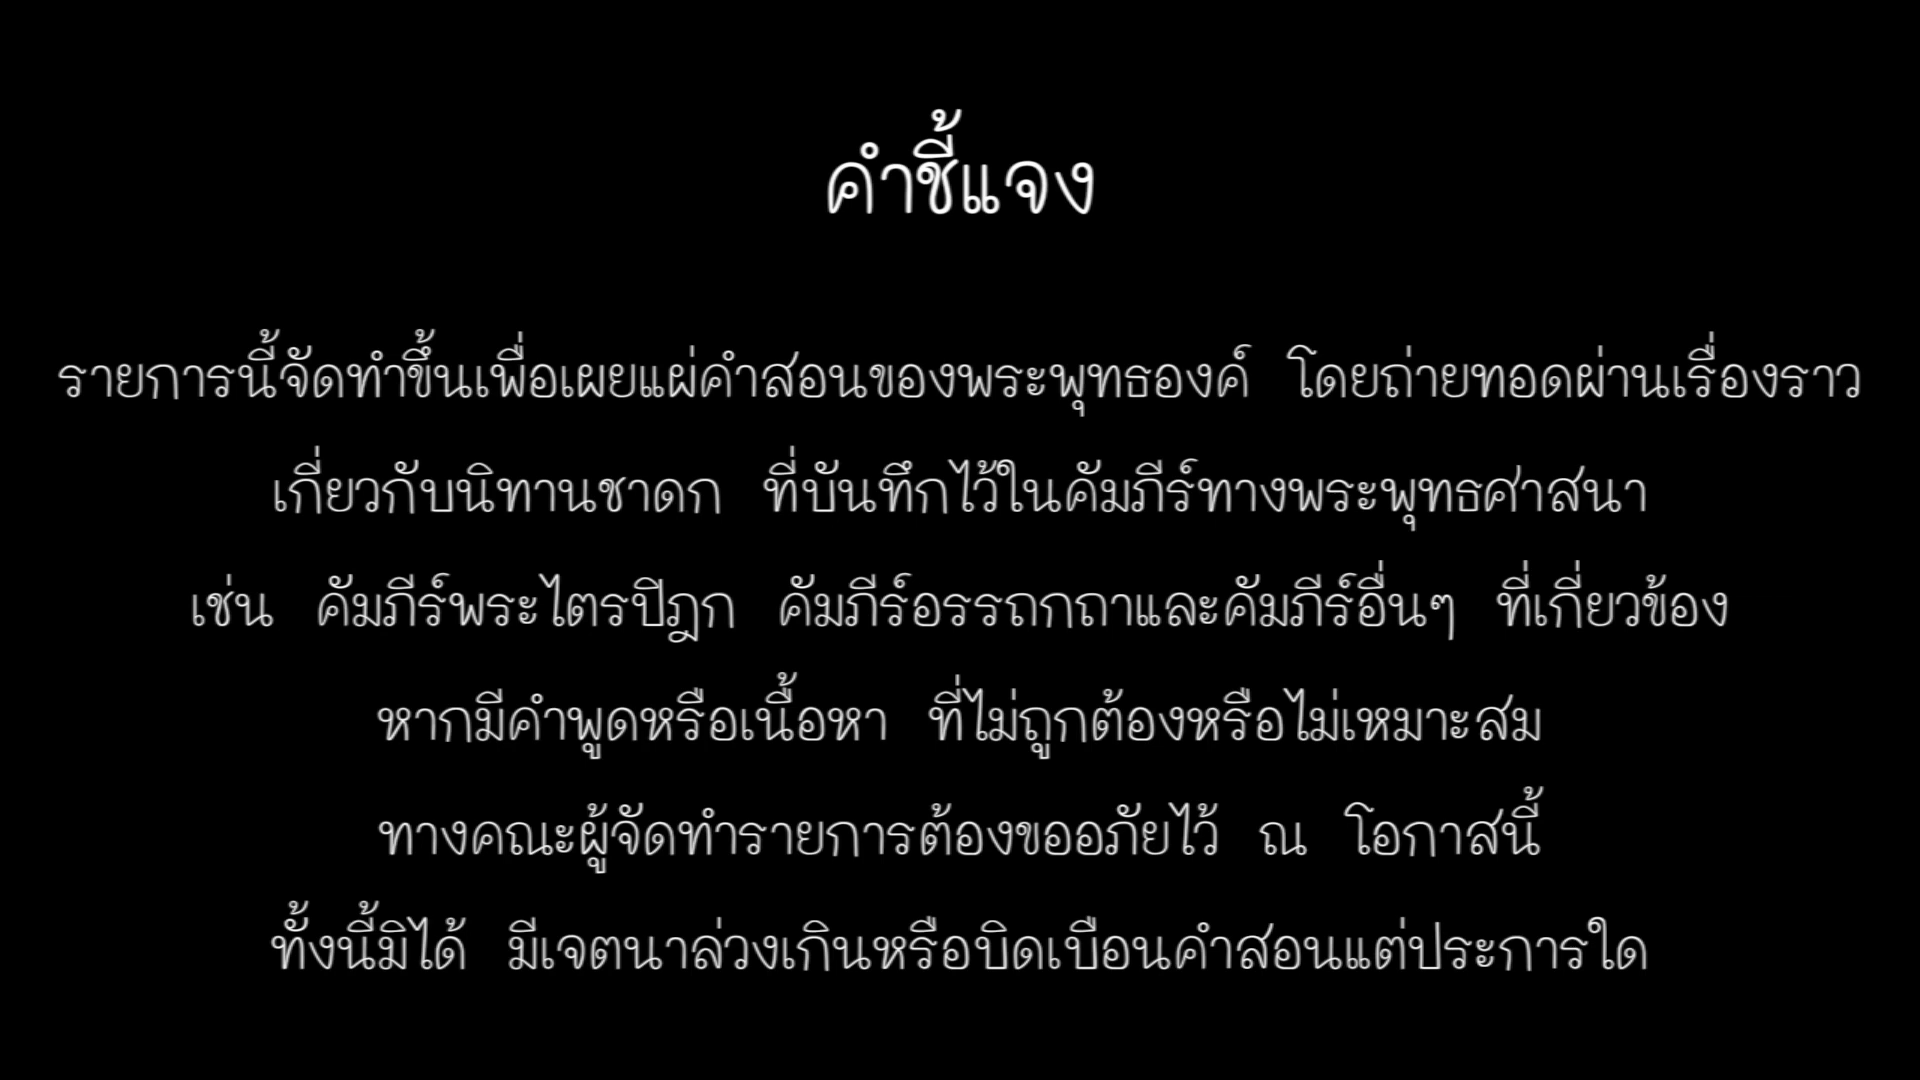 คำชี้แจง
รายการนี้จัดทำขึ้นเพื่อเผยแผ่คำสอนของพระพุทธองค์ โดยถ่ายทอดผ่านเรื่องราว
เกี่ยวกับนิทานชาดก ที่บันทึกไว้ในคัมภีร์ทางพระพุทธศาสนา
เช่น คัมภีร์พระไตรปิฎก คัมภีร์อรรถกถาและคัมภีร์อื่นๆ ที่เกี่ยวข้อง
หากมีคำพูดหรือเนื้อหา ที่ไม่ถูกต้องหรือไม่เหมาะสม
ทางคณะผู้จัดทำรายการต้องขออภัยไว้ ณ โอกาสนี้
ทั้งนี้มิได้ มีเจตนาล่วงเกินหรือบิดเบือนคำสอนแต่ประการใด